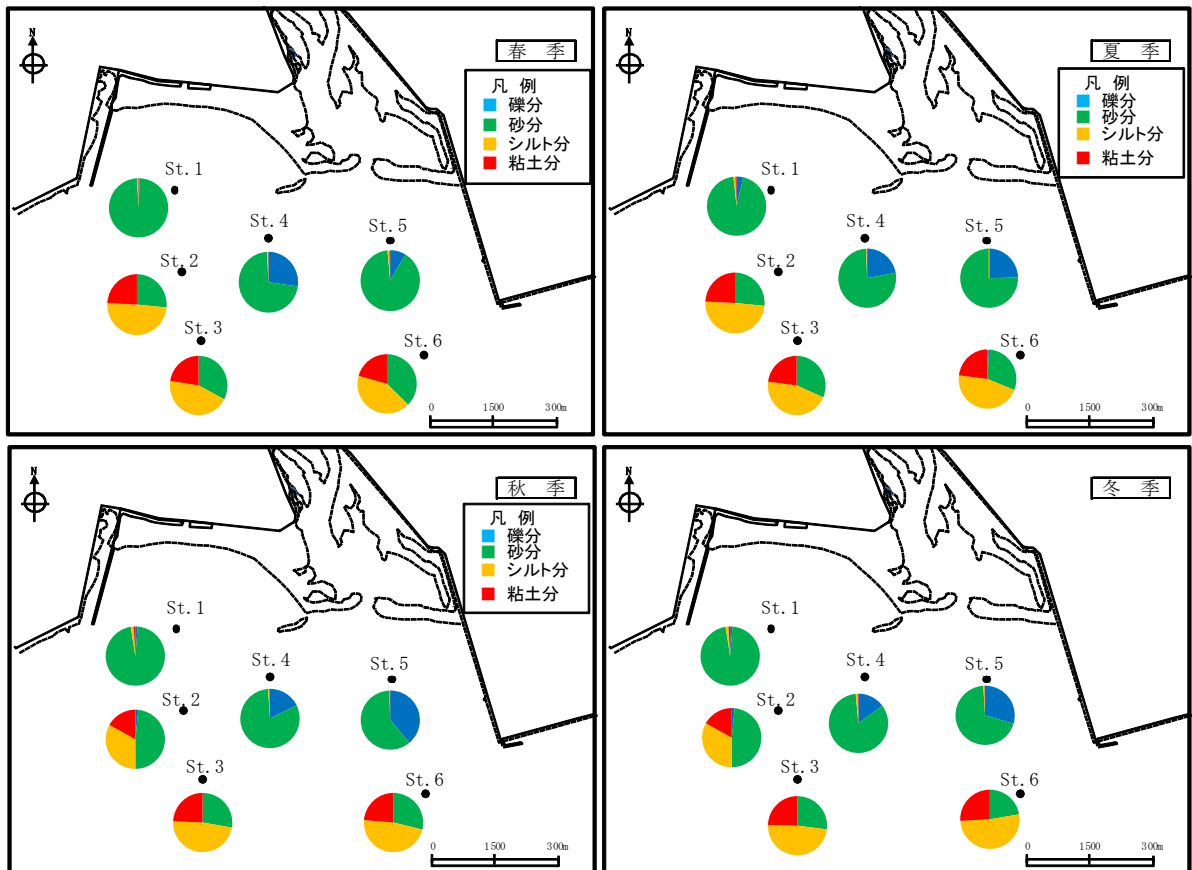 N
春 季
凡 例
礫分
砂分
シルト分
粘土分
St.1
St.2
St.3
St.4
St.5
St.6
0 1500 300m
N
夏 季
凡 例
礫分
砂分
シルト分
粘土分
St.1
St.2
St.3
St.4
St.5
St.6
0 1500 300m
N
秋 季
凡 例
礫分
砂分
シルト分
粘土分
St.1
St.2
St.3
St.4
St.5
St.6
0 1500 300m
N
冬 季
St.1
St.2
St.3
St.4
St.5
St.6
0 1500 300m